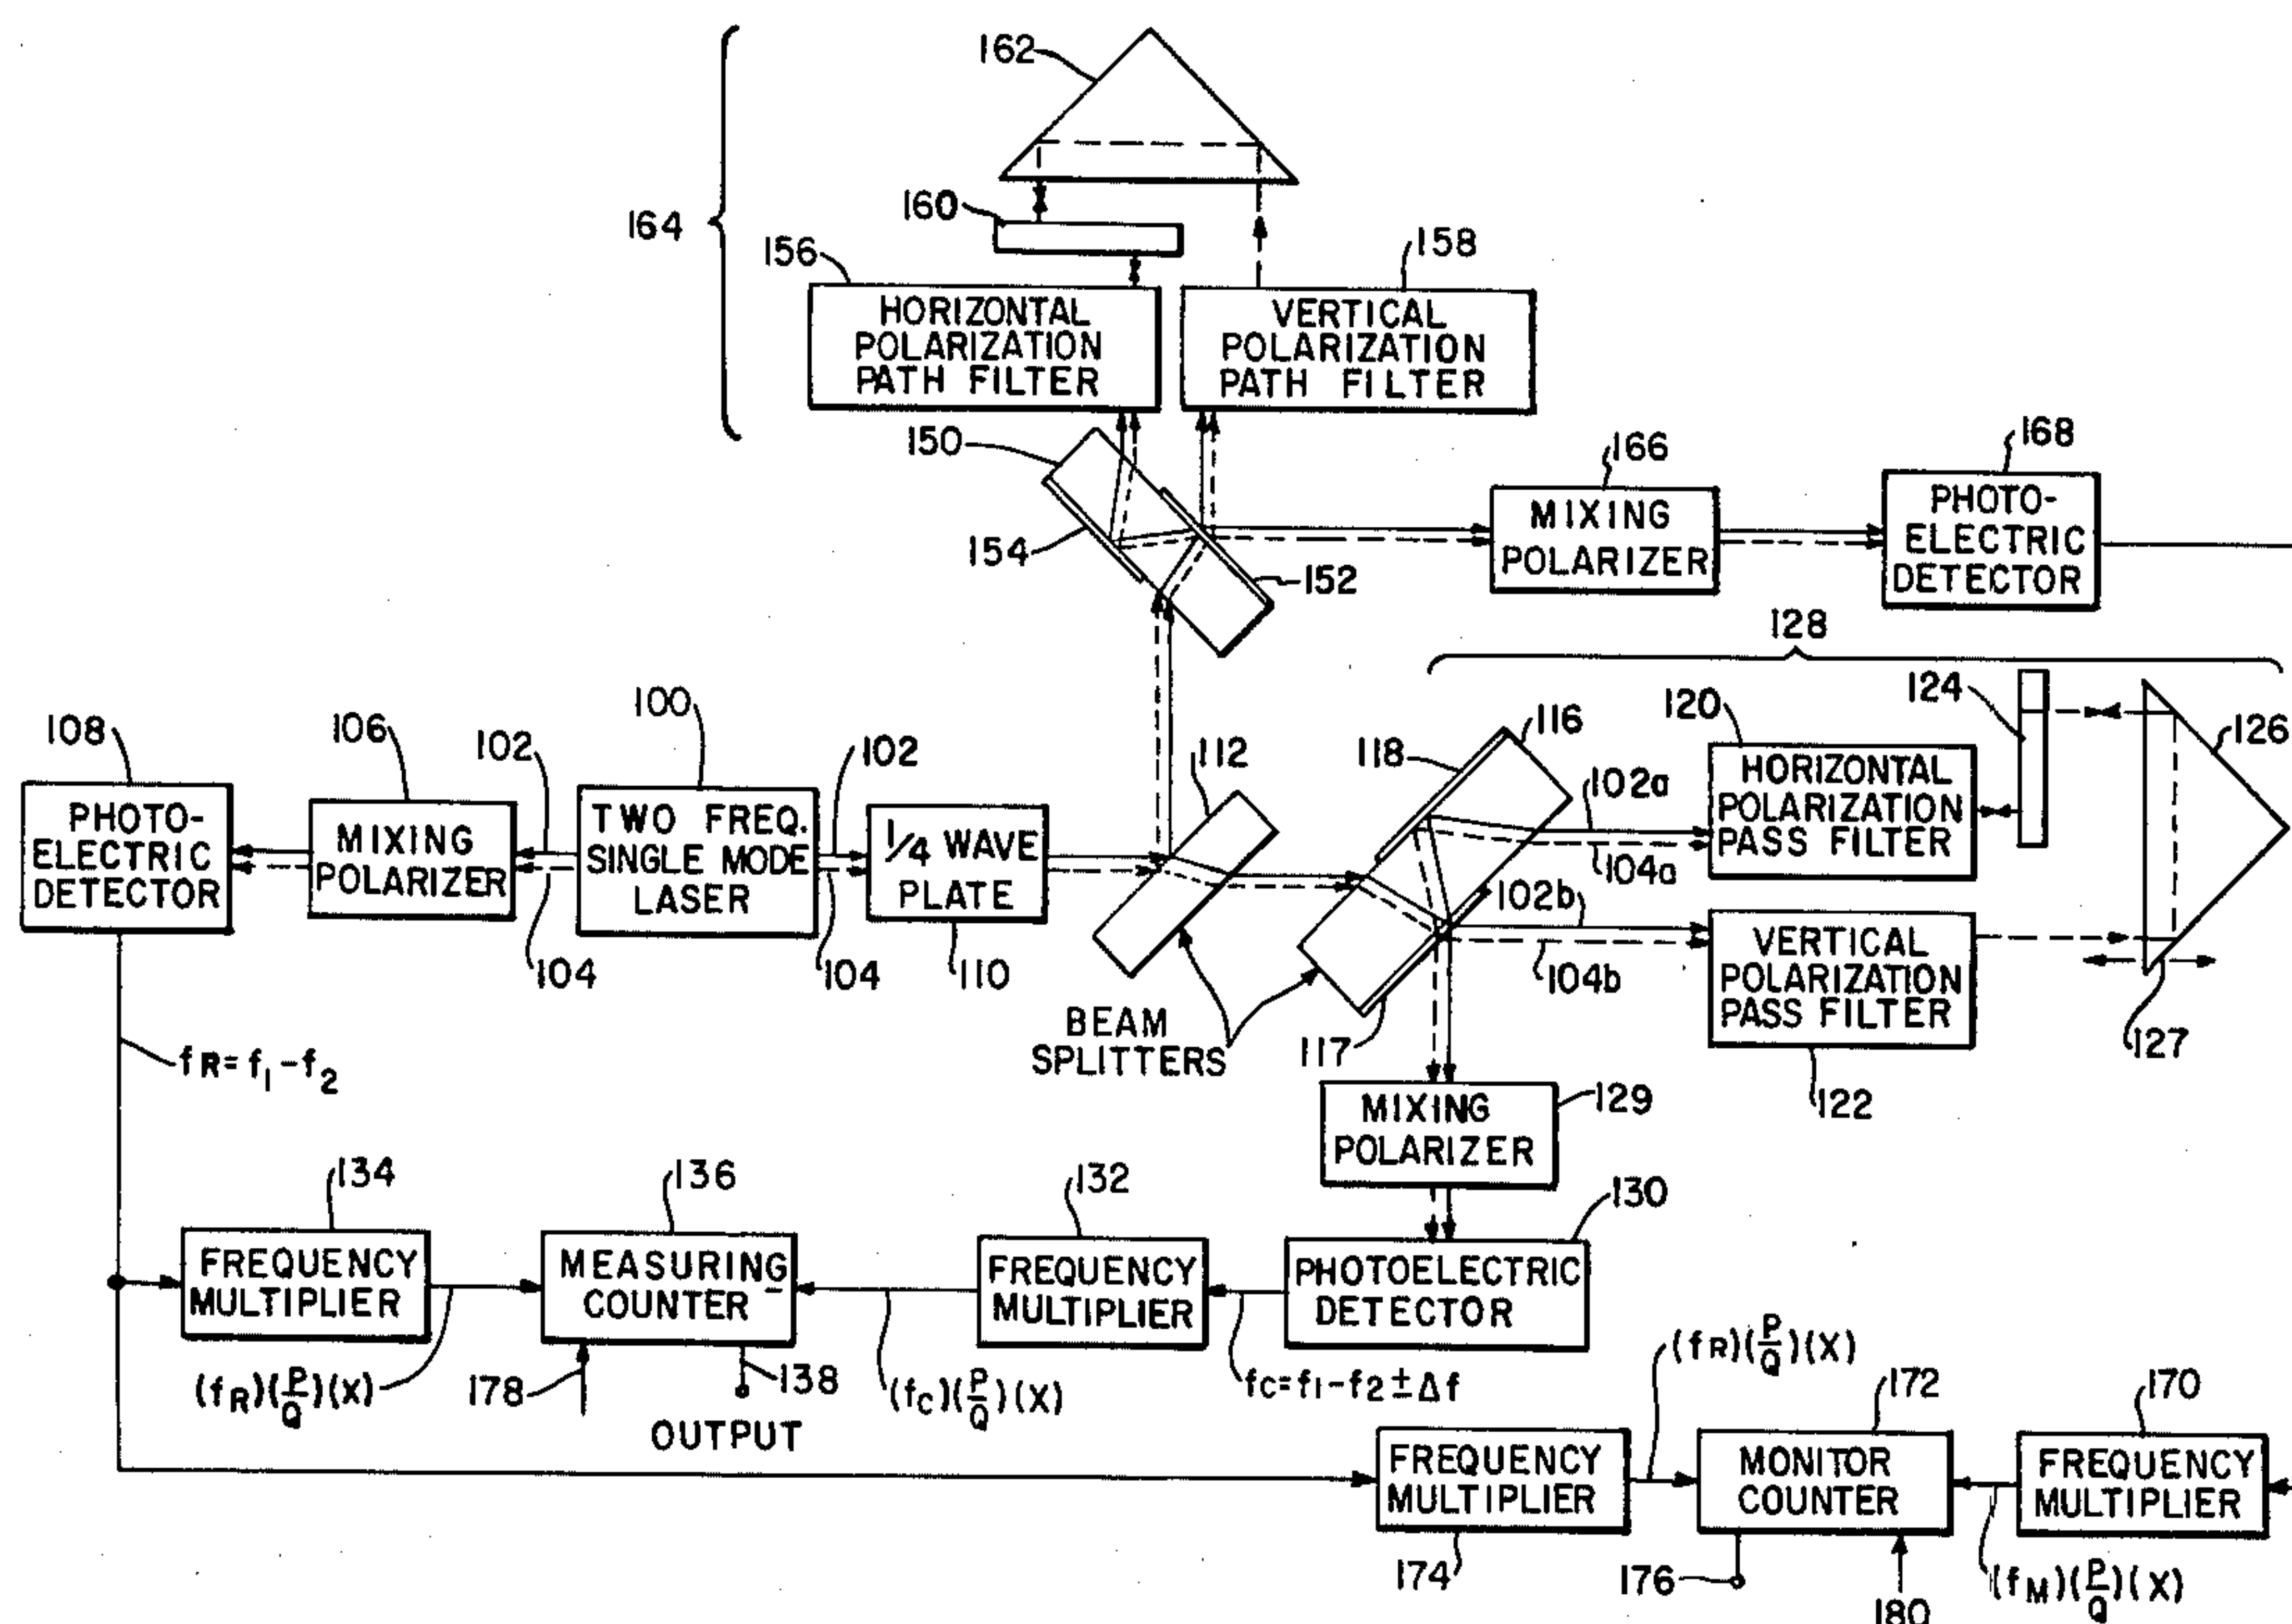 162
164
160
156
158
HORIZONTAL
POLARIZATION
PATH FILTER
VERTICAL
POLARIZATION
PATH FILTER
150
166
168
MIXING
POLARIZER
PHOTO-
ELECTRIC
DETECTOR
154
152
128
108
106
102
100
102
112
118
116
120
124
126
PHOTO-
ELECTRIC
DETECTOR
MIXING
POLARIZER
TWO FREQ.
SINGLE MODE
LASER
1/4 WAVE
PLATE
102a
104a
HORIZONTAL
POLARIZATION
PASS FILTER
104
104
110
102b
104b
VERTICAL
POLARIZATION
PASS FILTER
BEAM
SPLITTERS
117
127
122
fR=f1-f2
MIXING
POLARIZER
129
134
136
132
130
FREQUENCY
MULTIPLIER
MEASURING
COUNTER
FREQUENCY
MULTIPLIER
PHOTOELECTRIC
DETECTOR
(fR)(P/Q)(X)
178
138
OUTPUT
(fC)(P/Q)(X)
fC=f1-f2±Δf
(fR)(P/Q)(X)
172
170
FREQUENCY
MULTIPLIER
MONITOR
COUNTER
FREQUENCY
MULTIPLIER
174
176
180
(fM)(P/Q)(X)